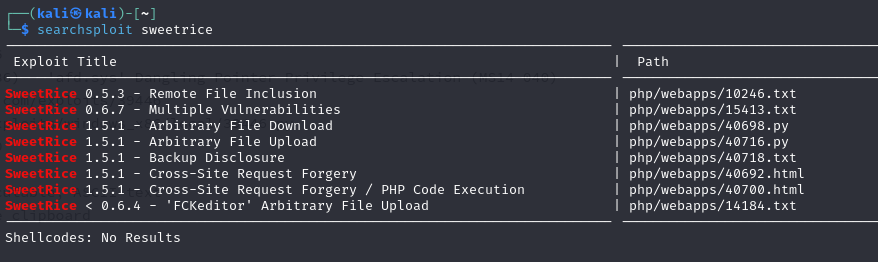 ┌──(kali㉿kali)-[~]
└─$ searchsploit sweetrice
Exploit Title | Path
SweetRice 0.5.3 - Remote File Inclusion | php/webapps/10246.txt
SweetRice 0.6.7 - Multiple Vulnerabilities | php/webapps/15413.txt
SweetRice 1.5.1 - Arbitrary File Download | php/webapps/40698.py
SweetRice 1.5.1 - Arbitrary File Upload | php/webapps/40716.py
SweetRice 1.5.1 - Backup Disclosure | php/webapps/40718.txt
SweetRice 1.5.1 - Cross-Site Request Forgery | php/webapps/40692.html
SweetRice 1.5.1 - Cross-Site Request Forgery / PHP Code Execution | php/webapps/40700.html
SweetRice < 0.6.4 - 'FCKeditor' Arbitrary File Upload | php/webapps/14184.txt
Shellcodes: No Results